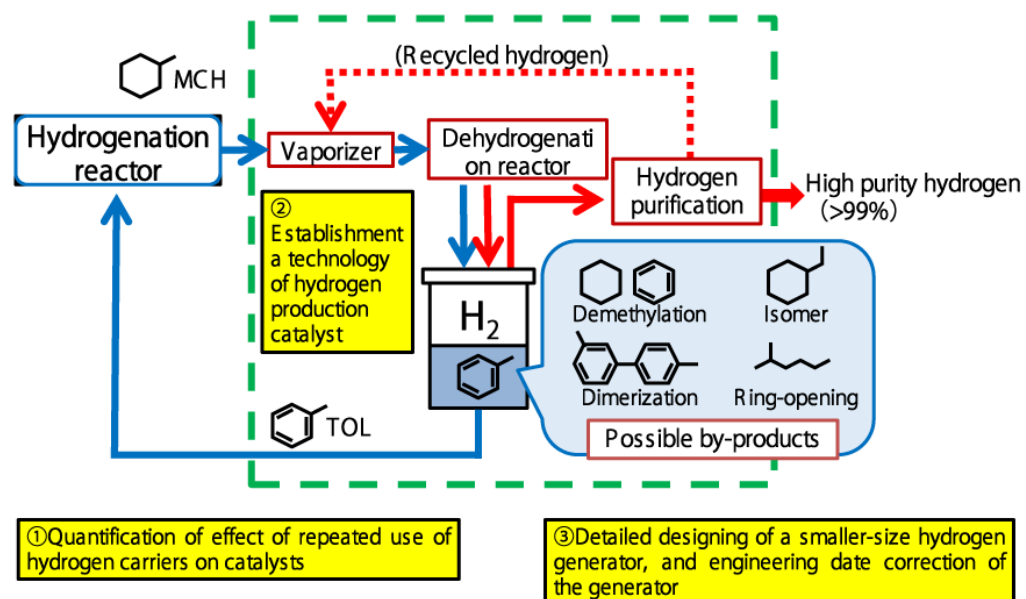 (Recycled hydrogen)
MCH
Hydrogenation
reactor
Vaporizer
Dehydrogenati
on reactor
Hydrogen
purification
High purity hydrogen
(>99%)
②
Establishment
a technology
of hydrogen
production
catalyst
H2
Demethylation
Isomer
Dimerization
Ring-opening
Possible by-products
TOL
①Quantification of effect of repeated use of
hydrogen carriers on catalysts
③Detailed designing of a smaller-size hydrogen
generator, and engineering date correction of
the generator